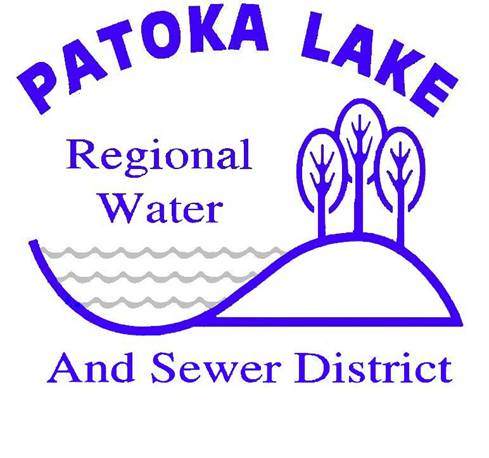 PATOKA LAKE
Regional
Water
And Sewer District